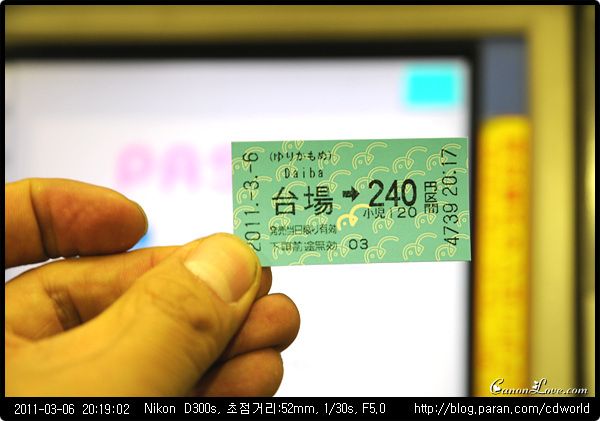 PAS
2011.-3.-6
(ゆりかもめ)
Daiba
台場➡240円区間
小児120
発売当日限り有効
下車前途無効 03
4739 20:17
CanonLove.com
2011-03-06 20:19:02 Nikon D300s, 초점거리:52mm, 1/30s, F5.0 http://blog.paran.com/cdworld